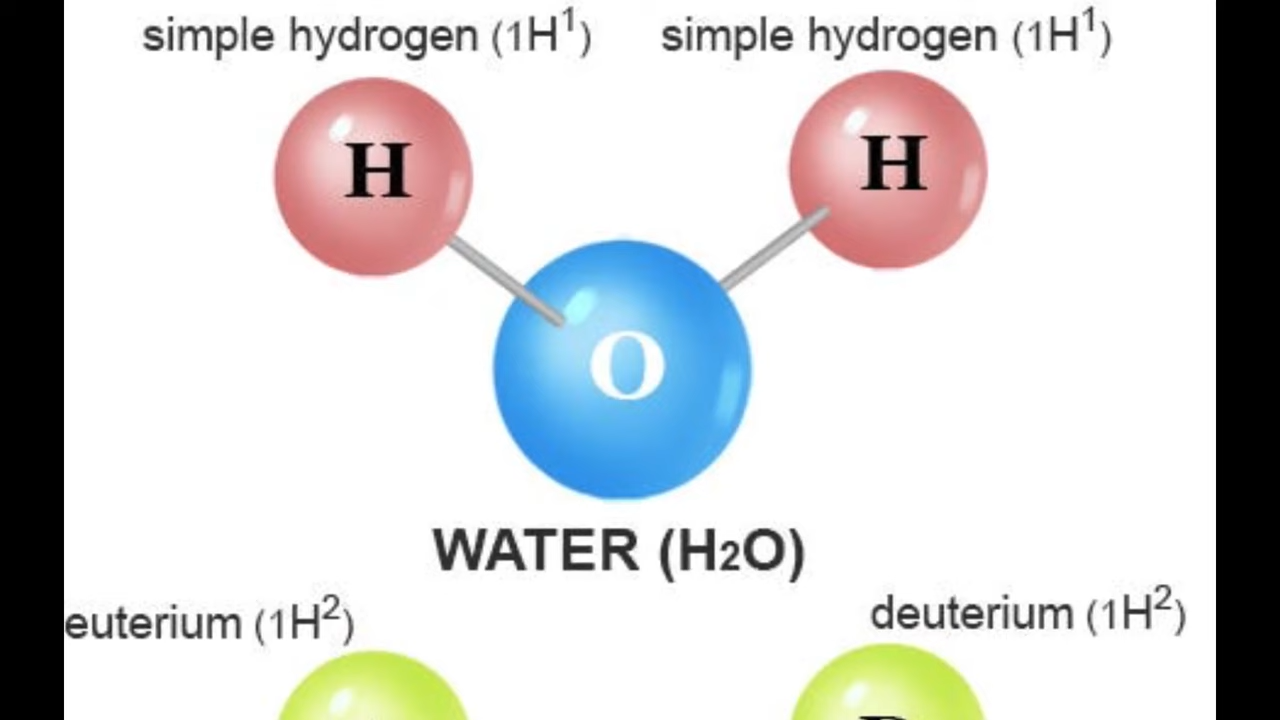 simple hydrogen (1H¹) simple hydrogen (1H¹)
H H
O
WATER (H2O)
euterium (1H²) deuterium (1H²)